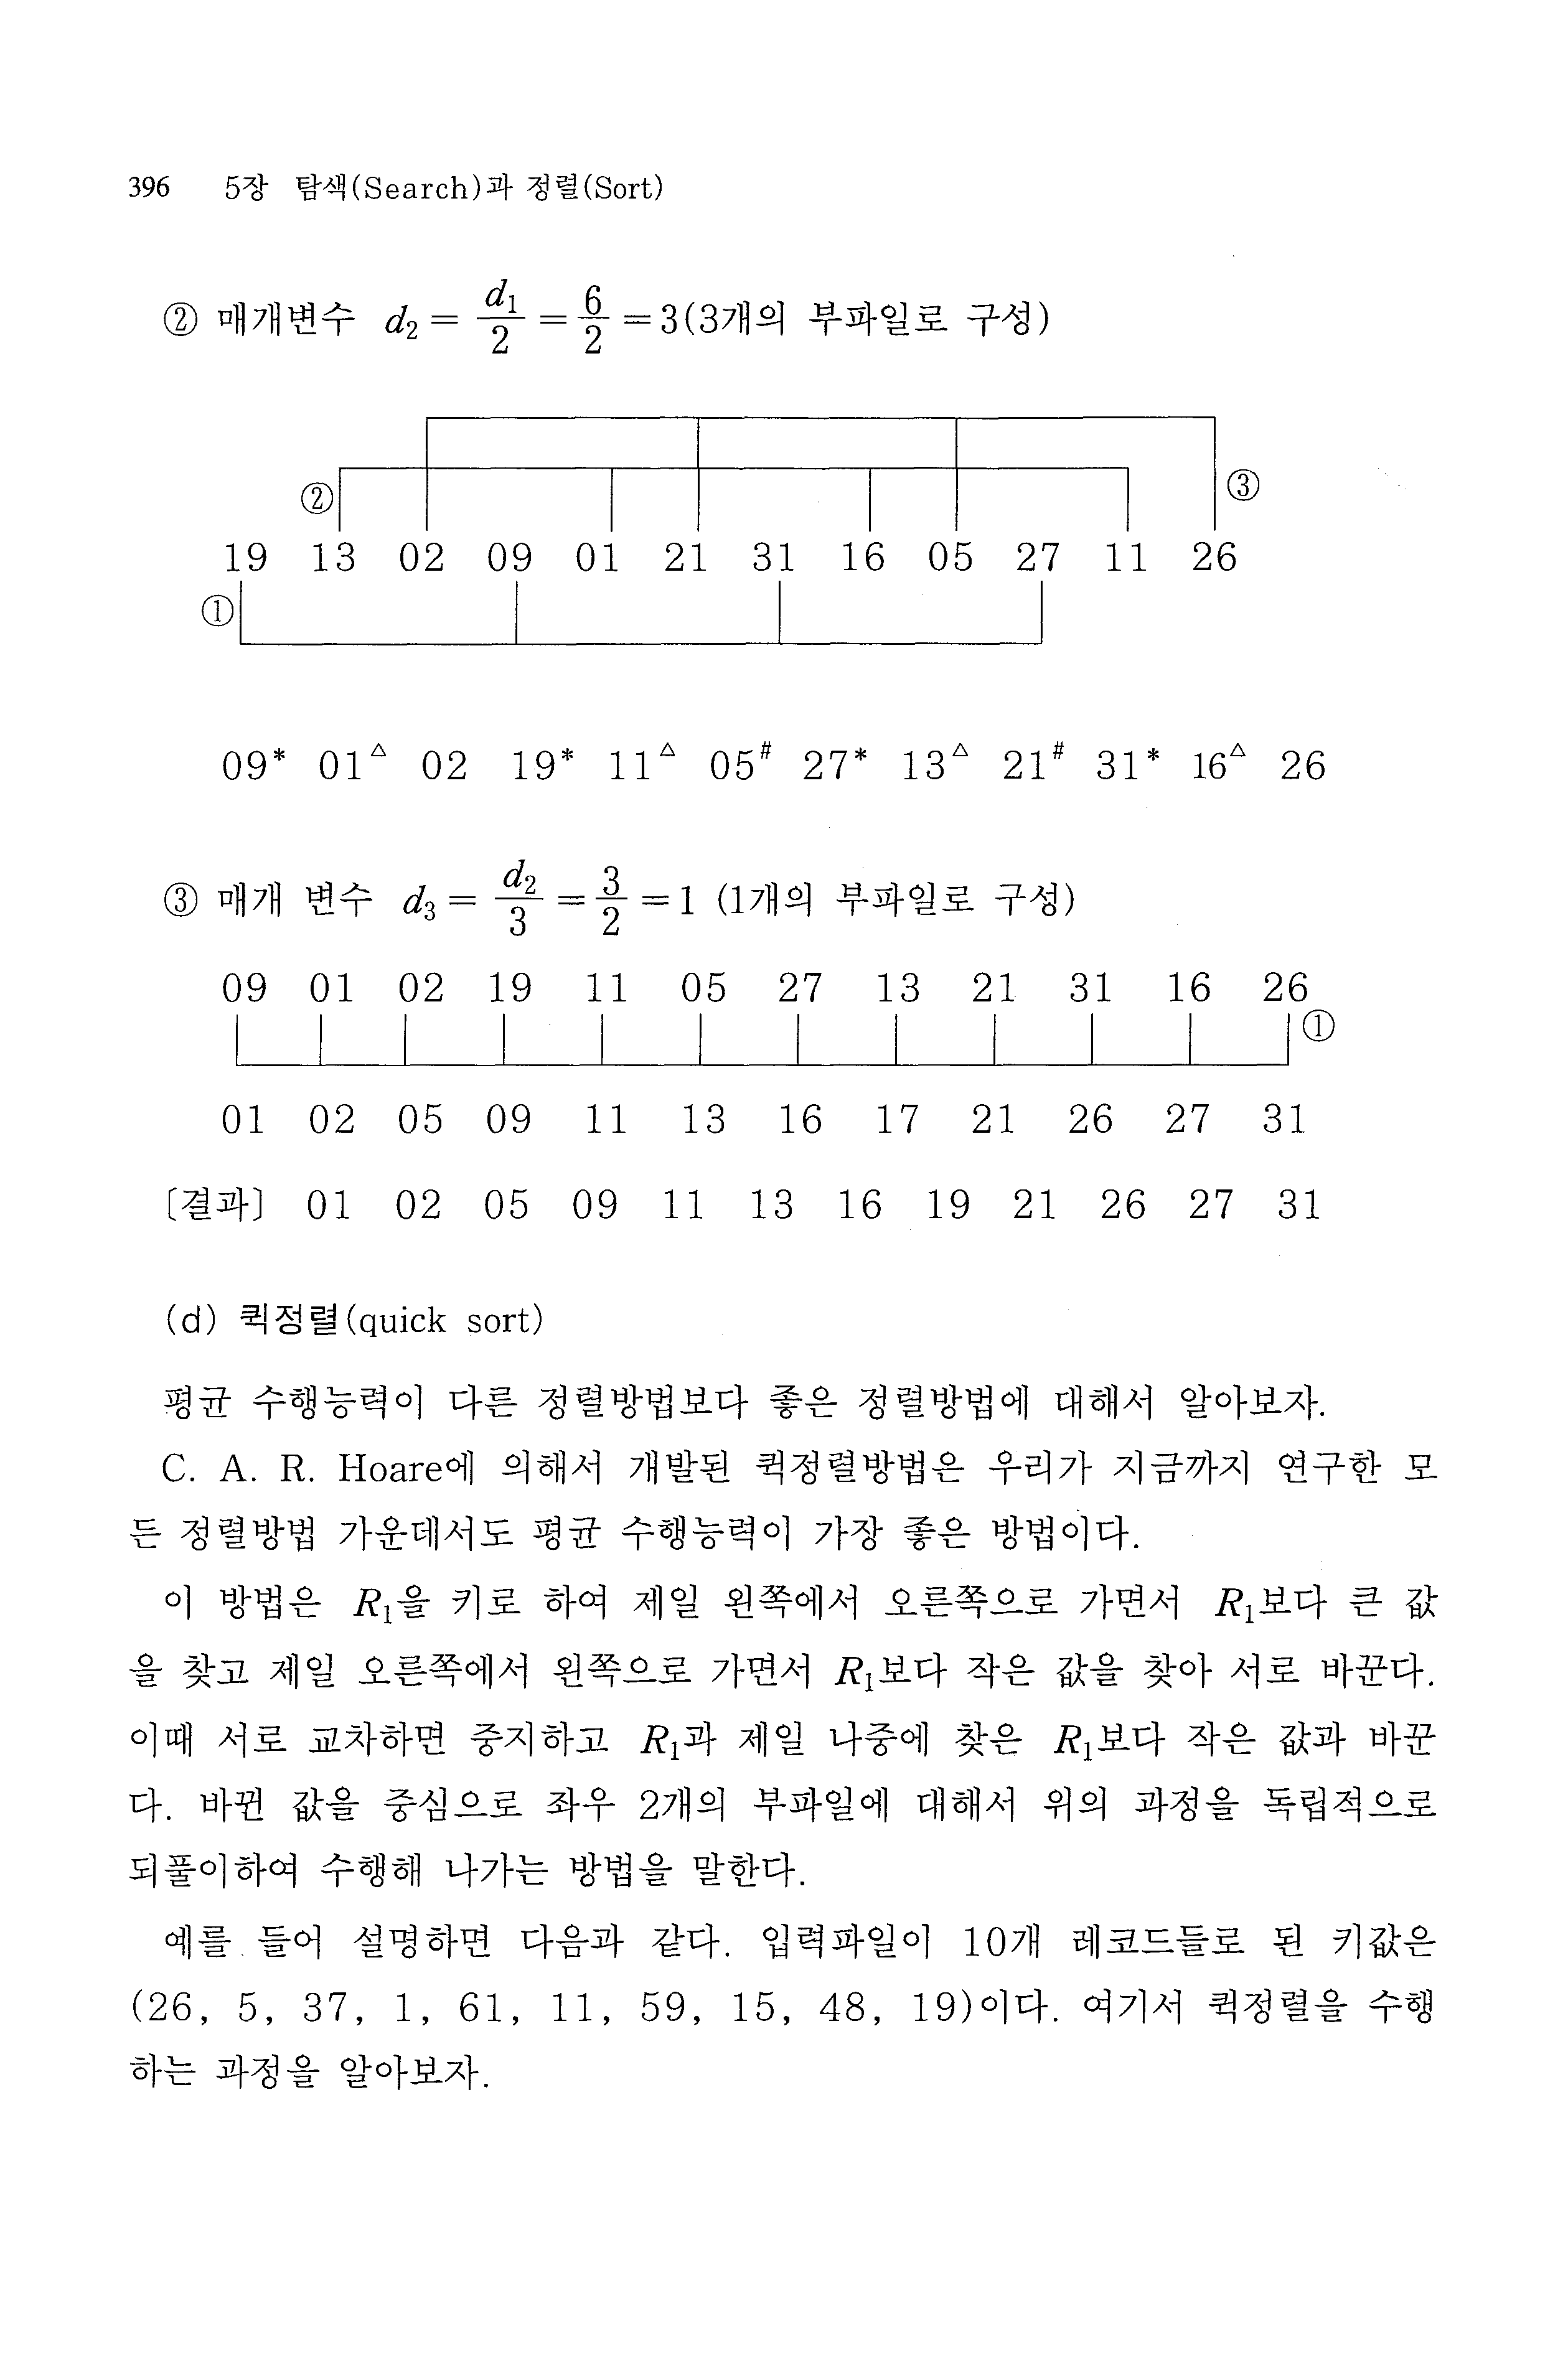 396 5장 탐색(Search)과 정렬(Sort)
② 매개변수 d₂ = d₁/2 = 6/2 = 3(3개의 부파일로 구성)
② ③
19 13 02 09 01 21 31 16 05 27 11 26
①
09* 01△ 02 19* 11△ 05# 27* 13△ 21# 31* 16△ 26
③ 매개 변수 d₃ = d₂/3 = 3/2 = 1 (1개의 부파일로 구성)
09 01 02 19 11 05 27 13 21 31 16 26
①
01 02 05 09 11 13 16 17 21 26 27 31
〔결과〕 01 02 05 09 11 13 16 19 21 26 27 31
(d) 퀵정렬(quick sort)
평균 수행능력이 다른 정렬방법보다 좋은 정렬방법에 대해서 알아보자.
C. A. R. Hoare에 의해서 개발된 퀵정렬방법은 우리가 지금까지 연구한 모
든 정렬방법 가운데서도 평균 수행능력이 가장 좋은 방법이다.
이 방법은 R₁을 키로 하여 제일 왼쪽에서 오른쪽으로 가면서 R₁보다 큰 값
을 찾고 제일 오른쪽에서 왼쪽으로 가면서 R₁보다 작은 값을 찾아 서로 바꾼다.
이때 서로 교차하면 중지하고 R₁과 제일 나중에 찾은 R₁보다 작은 값과 바꾼
다. 바뀐 값을 중심으로 좌우 2개의 부파일에 대해서 위의 과정을 독립적으로
되풀이하여 수행해 나가는 방법을 말한다.
예를 들어 설명하면 다음과 같다. 입력파일이 10개 레코드들로 된 키값은
(26, 5, 37, 1, 61, 11, 59, 15, 48, 19)이다. 여기서 퀵정렬을 수행
하는 과정을 알아보자.